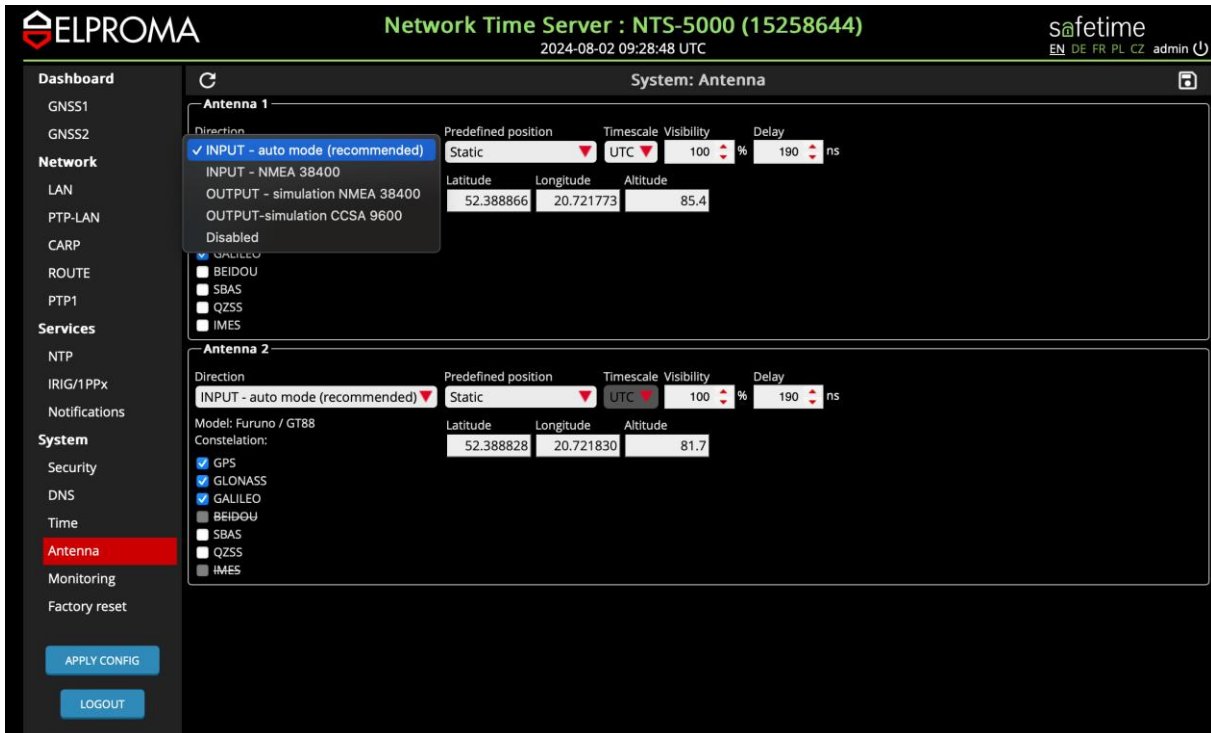 ELPROMA
Network Time Server : NTS-5000 (15258644)
2024-08-02 09:28:48 UTC
safetime
EN DE FR PL CZ admin
Dashboard
GNSS1
GNSS2
Network
LAN
PTP-LAN
CARP
ROUTE
PTP1
Services
NTP
IRIG/1PPx
Notifications
System
Security
DNS
Time
Antenna
Monitoring
Factory reset
APPLY CONFIG
LOGOUT
System: Antenna
Antenna 1
Direction
INPUT - auto mode (recommended)
INPUT - NMEA 38400
OUTPUT - simulation NMEA 38400
OUTPUT-simulation CCSA 9600
Disabled
Predefined position Timescale Visibility Delay
Static UTC 100 % 190 ns
Latitude Longitude Altitude
52.388866 20.721773 85.4
GALILEO
BEIDOU
SBAS
QZSS
IMES
Antenna 2
Direction Predefined position Timescale Visibility Delay
INPUT - auto mode (recommended) Static UTC 100 % 190 ns
Model: Furuno / GT88
Constelation:
Latitude Longitude Altitude
52.388828 20.721830 81.7
GPS
GLONASS
GALILEO
BEIDOU
SBAS
QZSS
IMES